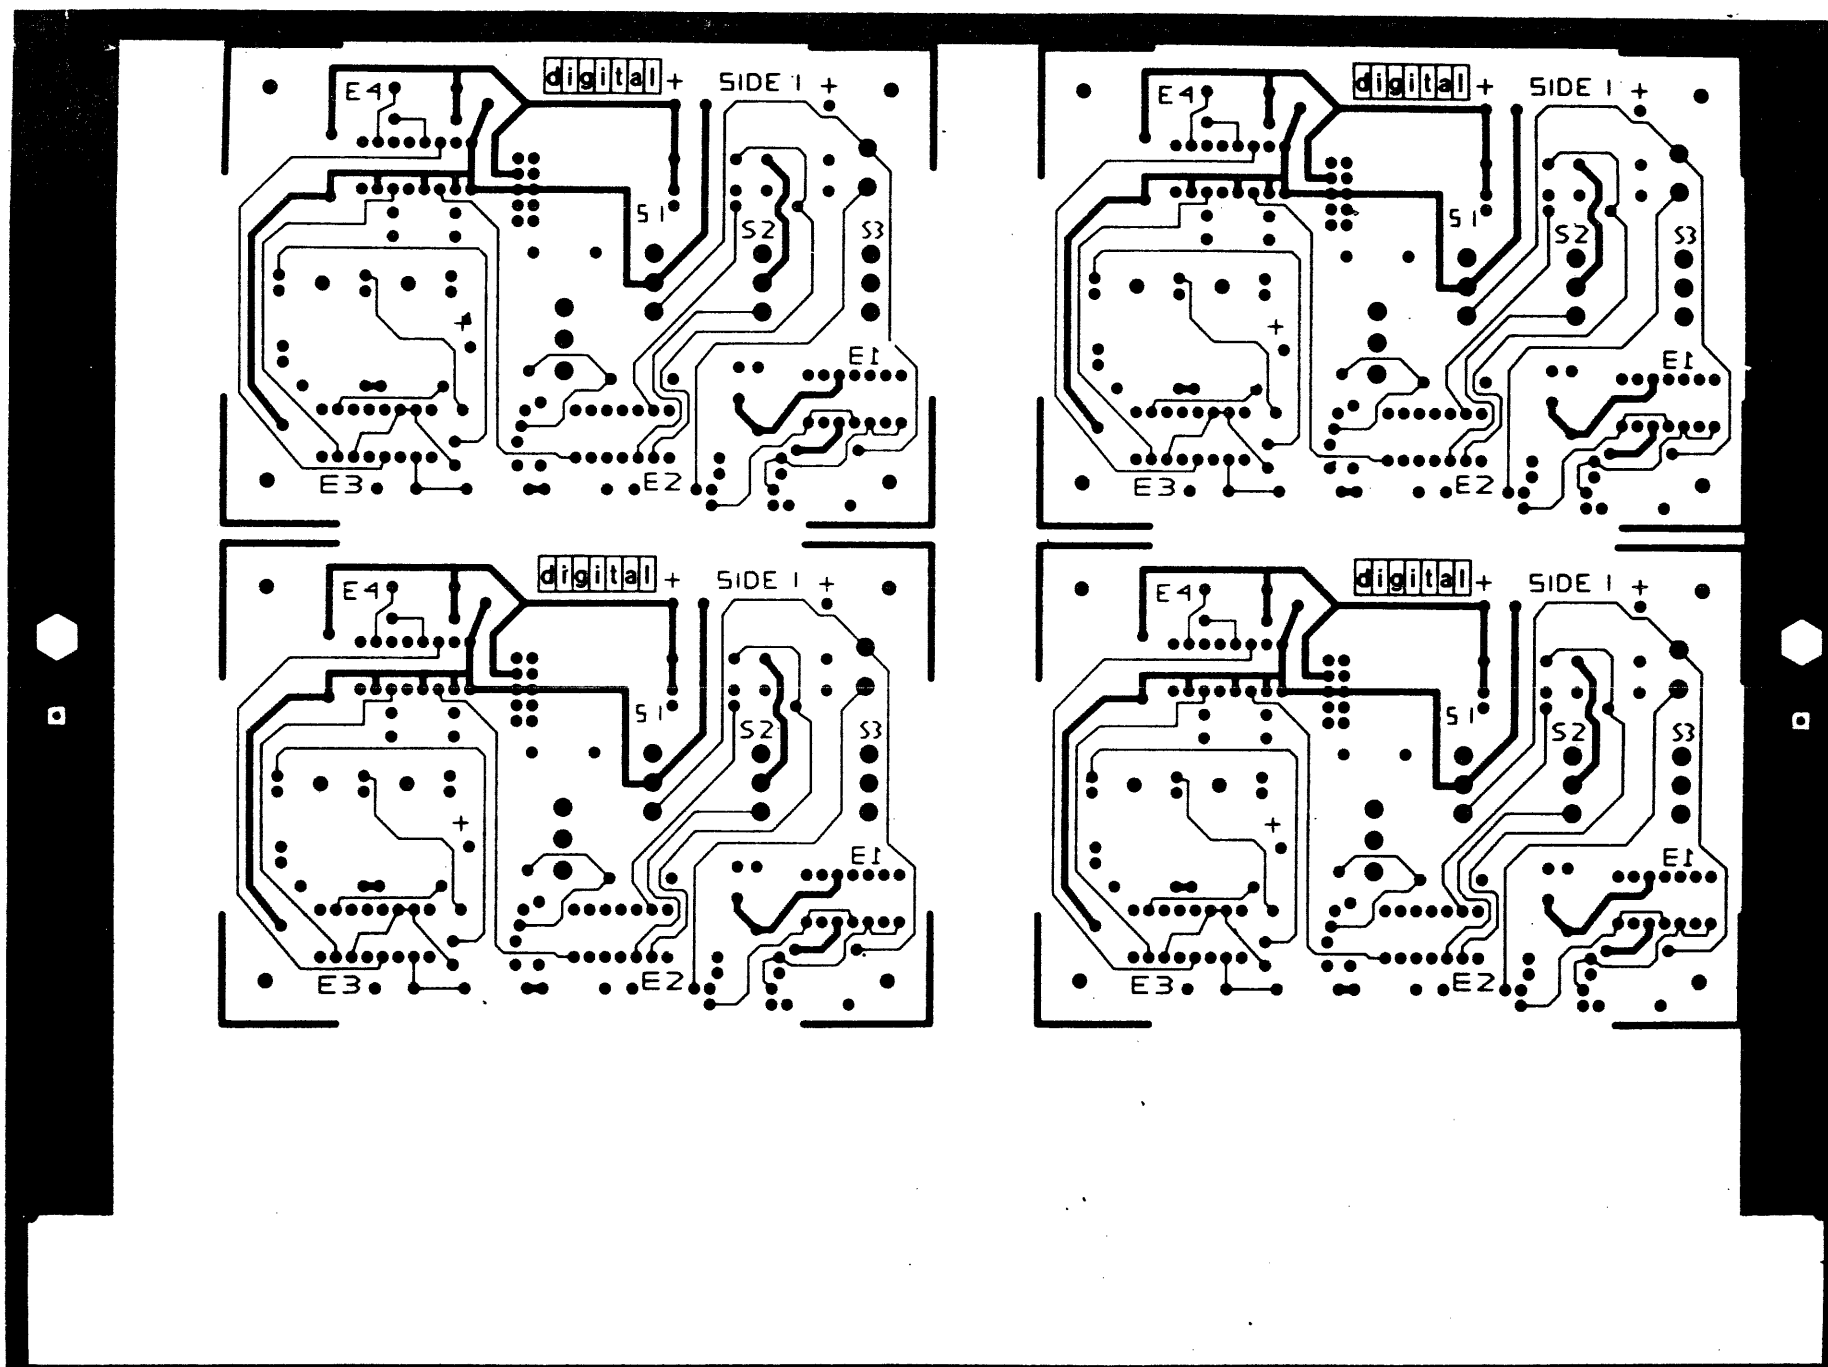 digital + SIDE 1 +
E4
S1
S2 S3
+
E1
E3 E2
digital + SIDE 1 +
E4
S1
S2 S3
+
E1
E3 E2
digital + SIDE 1 +
E4
S1
S2 S3
+
E1
E3 E2
digital + SIDE 1 +
E4
S1
S2 S3
+
E1
E3 E2